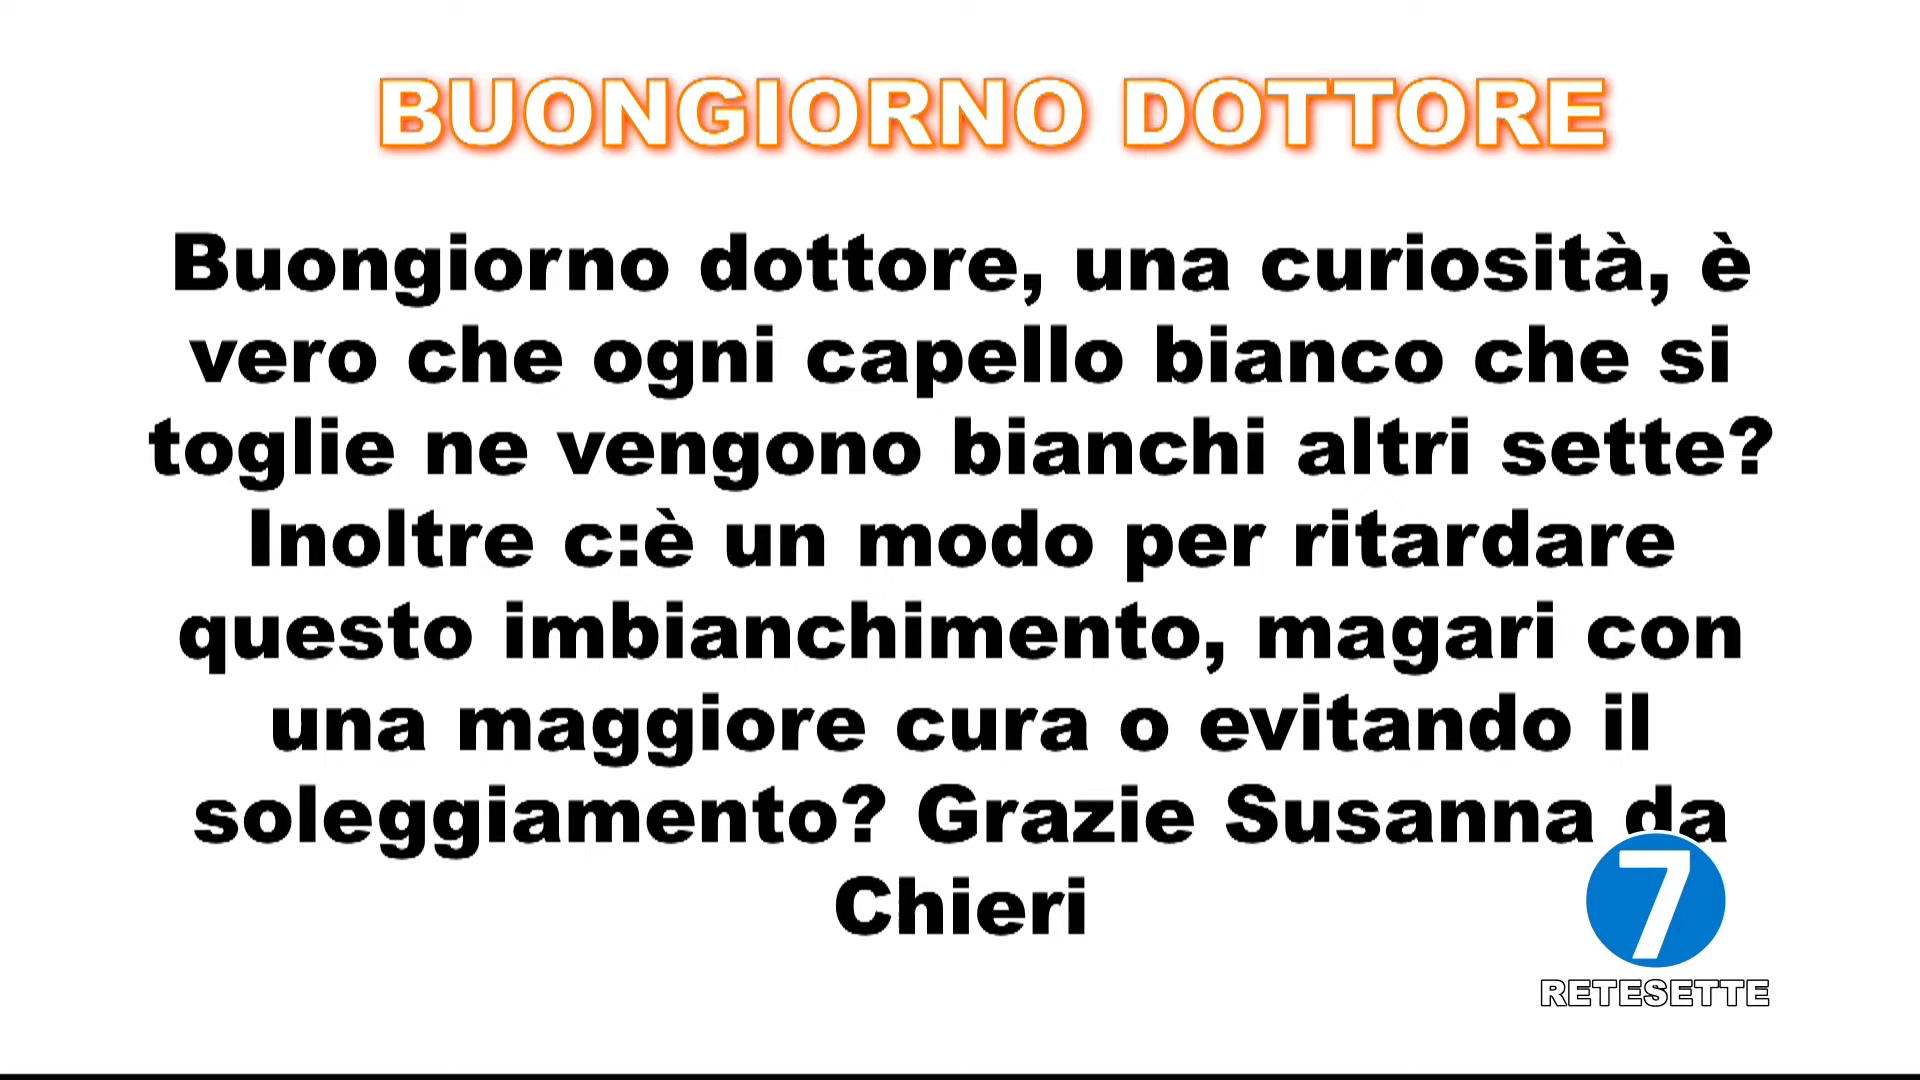 BUONGIORNO DOTTORE
Buongiorno dottore, una curiosità, è
vero che ogni capello bianco che si
toglie ne vengono bianchi altri sette?
Inoltre c:è un modo per ritardare
questo imbianchimento, magari con
una maggiore cura o evitando il
soleggiamento? Grazie Susanna da
Chieri
7
RETESETTE